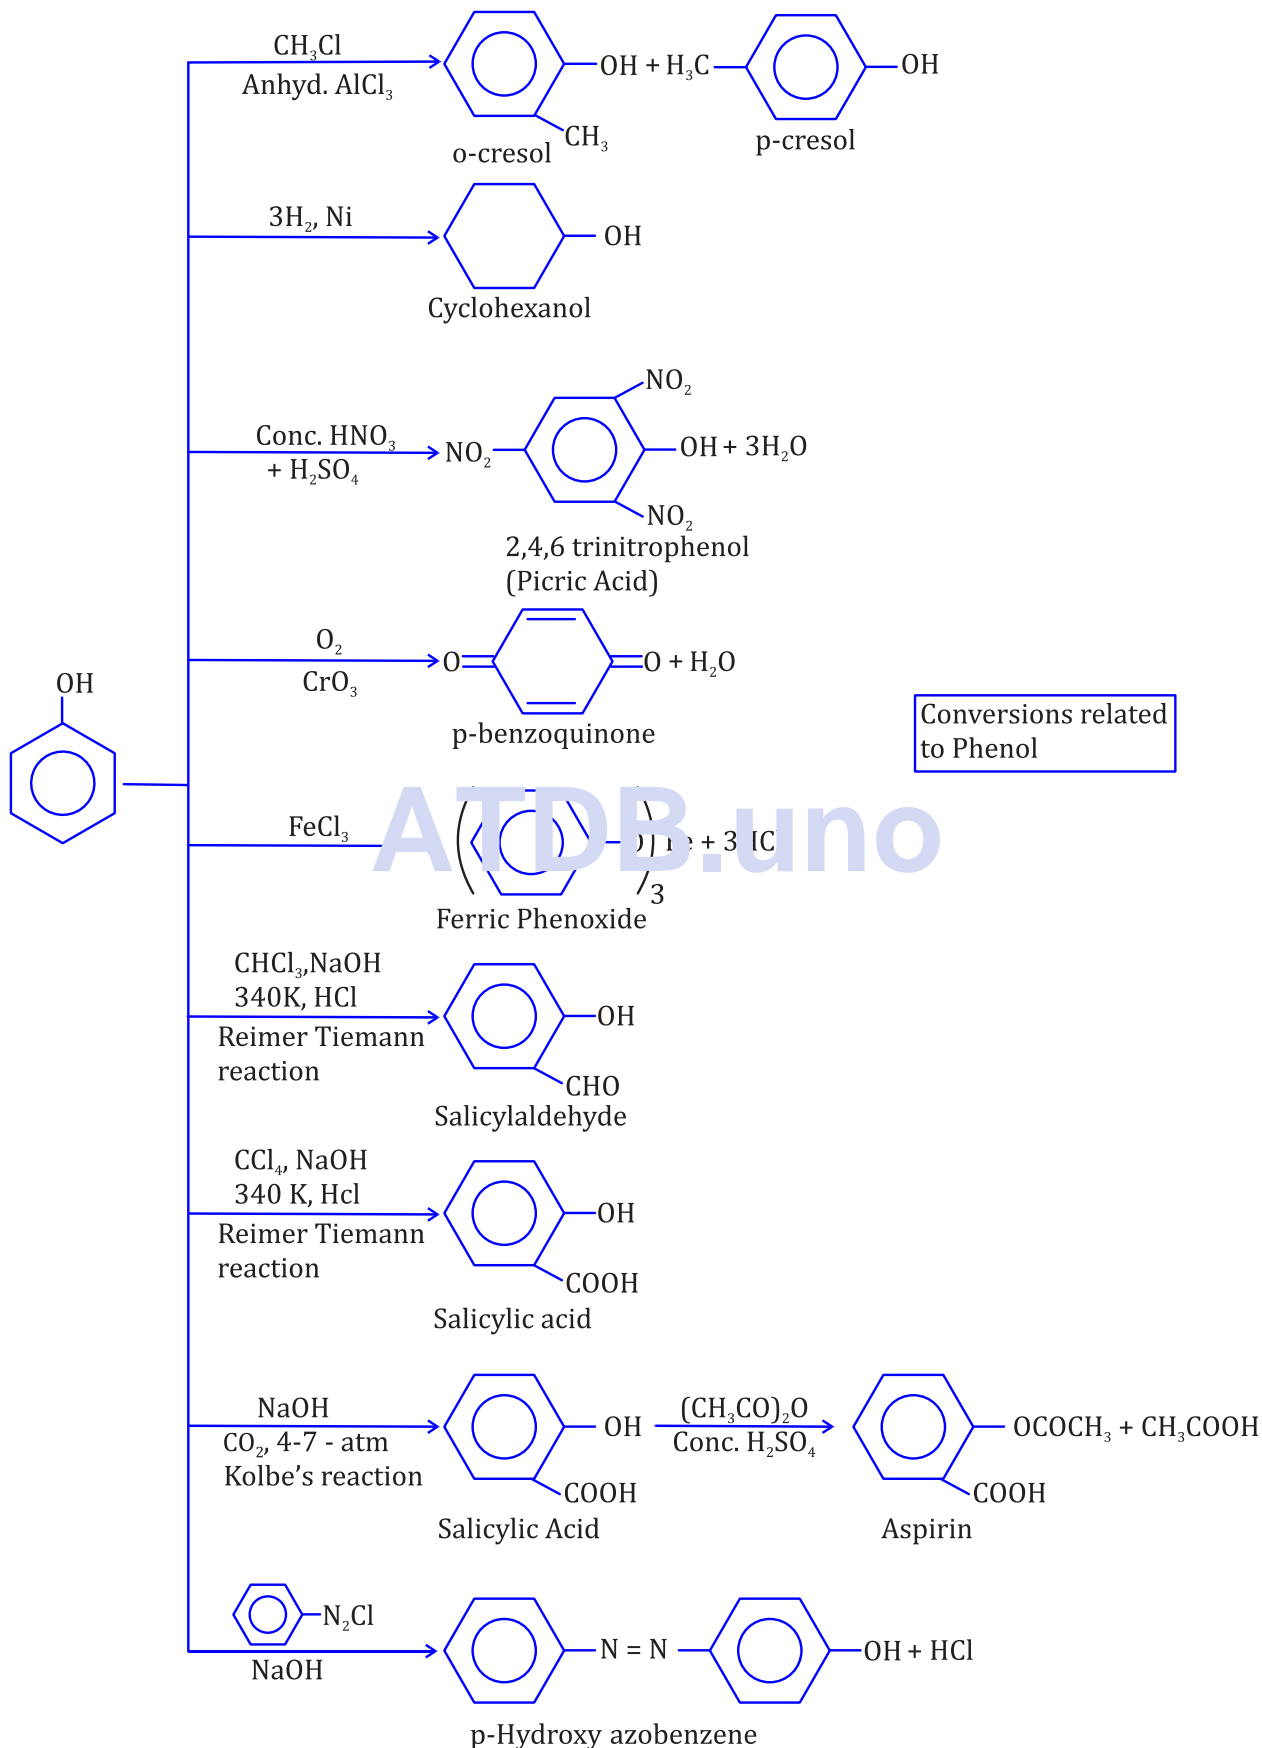 CH₃Cl
Anhyd. AlCl₃
OH + H₃C
OH
CH₃
o-cresol
p-cresol
3H₂, Ni
OH
Cyclohexanol
NO₂
Conc. HNO₃
+ H₂SO₄
NO₂
OH + 3H₂O
NO₂
2,4,6 trinitrophenol
(Picric Acid)
O₂
CrO₃
O
O + H₂O
p-benzoquinone
OH
Conversions related
to Phenol
ATDB.uno
FeCl₃
+ 3
3
Ferric Phenoxide
CHCl₃,NaOH
340K, HCl
Reimer Tiemann
reaction
OH
CHO
Salicylaldehyde
CCl₄, NaOH
340 K, Hcl
Reimer Tiemann
reaction
OH
COOH
Salicylic acid
NaOH
CO₂, 4-7 - atm
Kolbe’s reaction
OH
COOH
Salicylic Acid
(CH₃CO)₂O
Conc. H₂SO₄
OCOCH₃ + CH₃COOH
COOH
Aspirin
N₂Cl
NaOH
N = N
OH + HCl
p-Hydroxy azobenzene